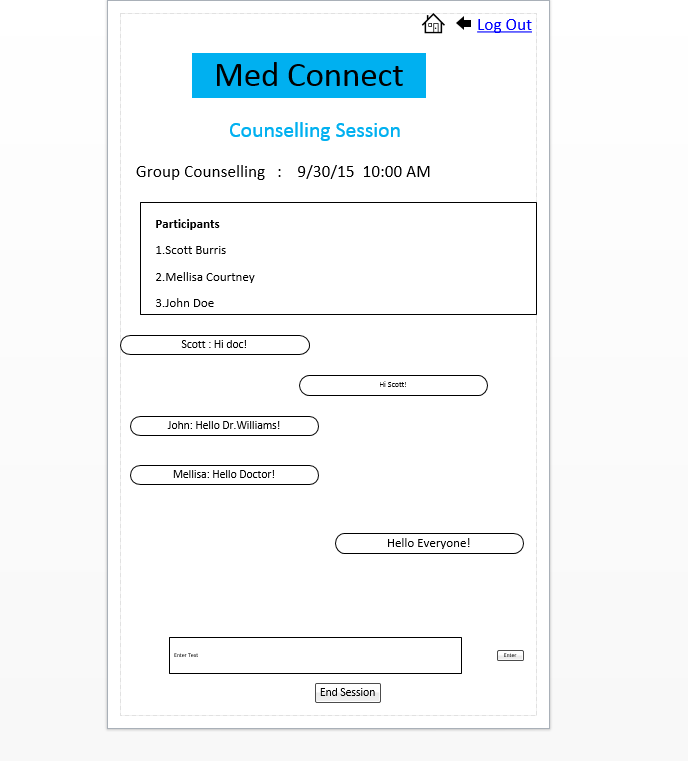 Log Out
Med Connect
Counselling Session
Group Counselling : 9/30/15 10:00 AM
Participants
1.Scott Burris
2.Mellisa Courtney
3.John Doe
Scott : Hi doc!
Hi Scott!
John: Hello Dr.Williams!
Mellisa: Hello Doctor!
Hello Everyone!
Enter Text
Enter
End Session